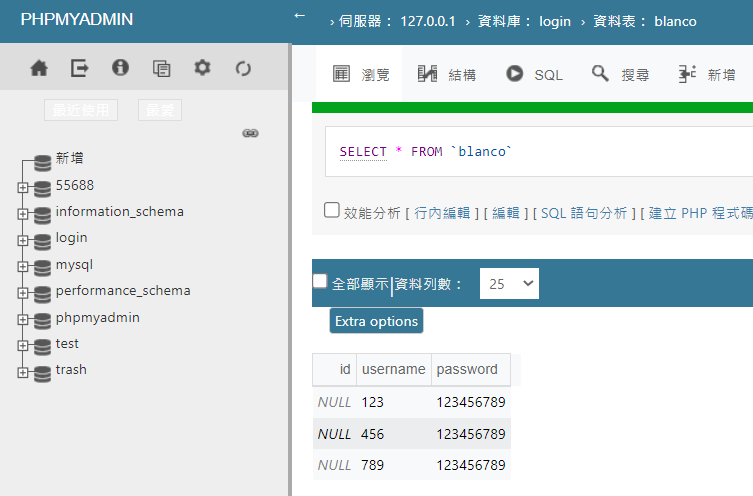 PHPMYADMIN
←
› 伺服器： 127.0.0.1 › 資料庫： login › 資料表： blanco
最近使用 最愛
新增
55688
information_schema
login
mysql
performance_schema
phpmyadmin
test
trash
瀏覽 結構 SQL 搜尋 新增
SELECT * FROM `blanco`
效能分析 [ 行內編輯 ] [ 編輯 ] [ SQL 語句分析 ] [ 建立 PHP 程式碼
全部顯示 | 資料列數： 25
Extra options
id username password
NULL 123 123456789
NULL 456 123456789
NULL 789 123456789